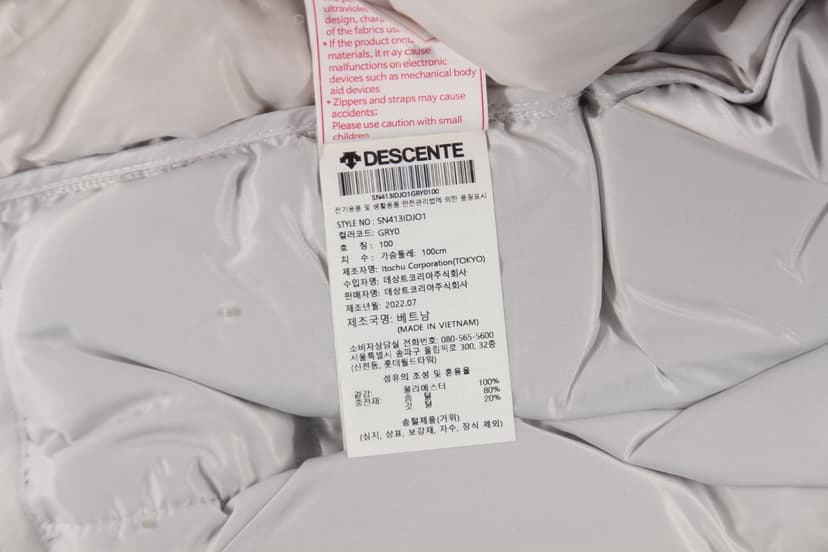 ultraviolet
design, char
of the fabrics us
• If the product cont
materials, it may cause
malfunctions on electronic
devices such as mechanical body
aid devices
• Zippers and straps may cause
accidents:
Please use caution with small
children
DESCENTE
SN413IDJO1GRY0100
전기용품 및 생활용품 안전관리법에 의한 품질표시
STYLE NO : SN413IDJO1
컬러코드: GRY0
호 칭 : 100
치 수 : 가슴둘레: 100cm
제조자명: Itochu Corporation(TOKYO)
수입자명: 데상트코리아주식회사
판매자명: 데상트코리아주식회사
제조년월: 2022.07
제조국명: 베트남
(MADE IN VIETNAM)
소비자상담실 전화번호: 080-565-5600
서울특별시 송파구 올림픽로 300, 32층
(신천동, 롯데월드타워)
섬유의 조성 및 혼용율
겉감: 폴리에스터 100%
충전재: 솜 털 80%
깃 털 20%
솜털제품(거위)
(심지, 상표, 보강재, 자수, 장식 제외)